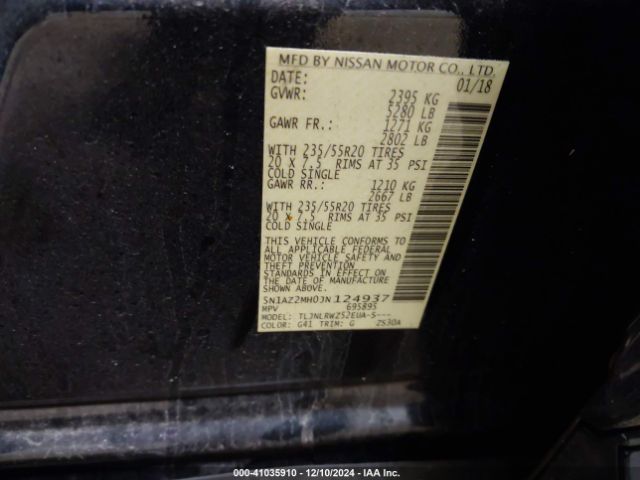 MFD BY NISSAN MOTOR CO., LTD.
DATE: 01/18
GVWR: 2395 KG
5280 LB
GAWR FR.: 1271 KG
2802 LB
WITH 235/55R20 TIRES
20 X 7.5 RIMS AT 35 PSI
COLD SINGLE
GAWR RR.: 1210 KG
2667 LB
WITH 235/55R20 TIRES
20 X 7.5 RIMS AT 35 PSI
COLD SINGLE
THIS VEHICLE CONFORMS TO
ALL APPLICABLE FEDERAL
MOTOR VEHICLE SAFETY AND
THEFT PREVENTION
STANDARDS IN EFFECT ON
THE DATE OF MANUFACTURE
SHOWN ABOVE.
5N1AZ2MH0JN124937
MPV 695895
MODEL: TLJNLRWZ52EUA-S---
COLOR: G41 TRIM: G Z530A
000-41035910 - 12/10/2024 - IAA Inc.